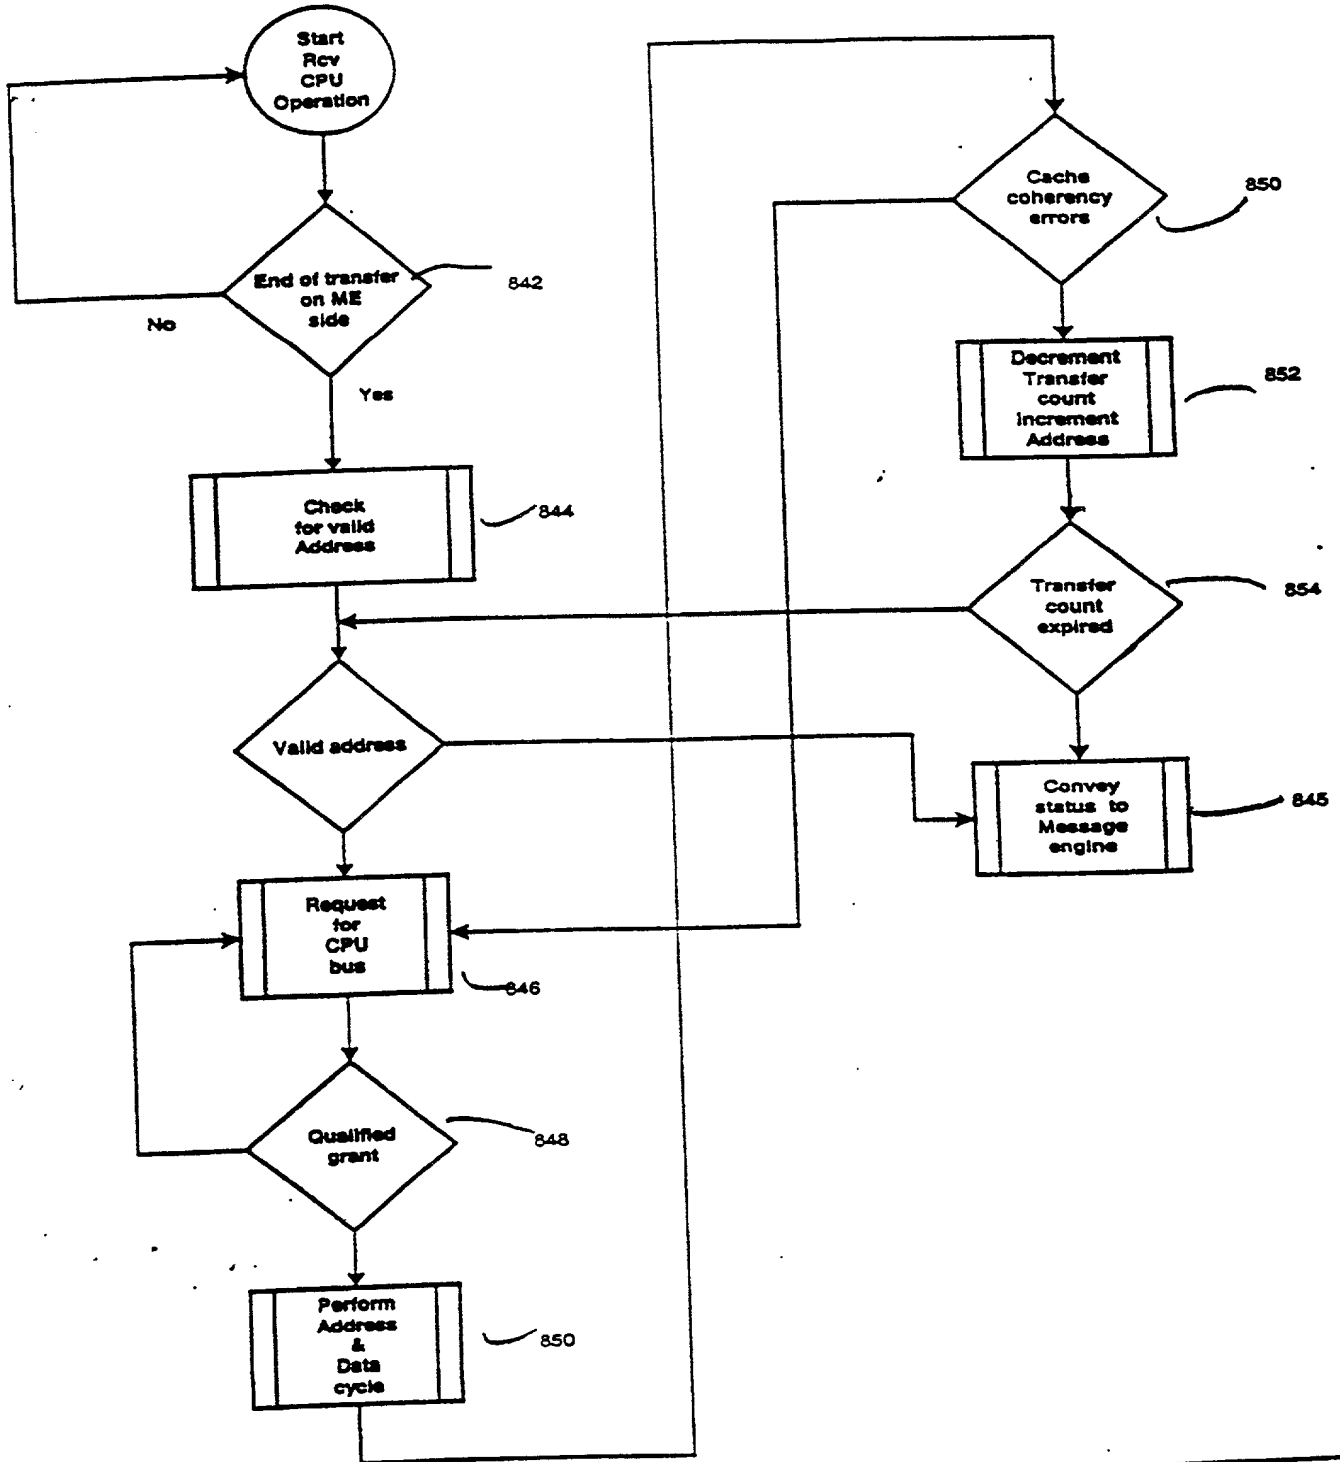 Start
Rcv
CPU
Operation
End of transfer
on ME
side
842
No
Yes
Check
for valid
Address
844
Valid address
Request
for
CPU
bus
846
Qualified
grant
848
Perform
Address
&
Data
cycle
850
Cache
coherency
errors
850
Decrement
Transfer
count
Increment
Address
852
Transfer
count
expired
854
Convey
status to
Message
engine
845